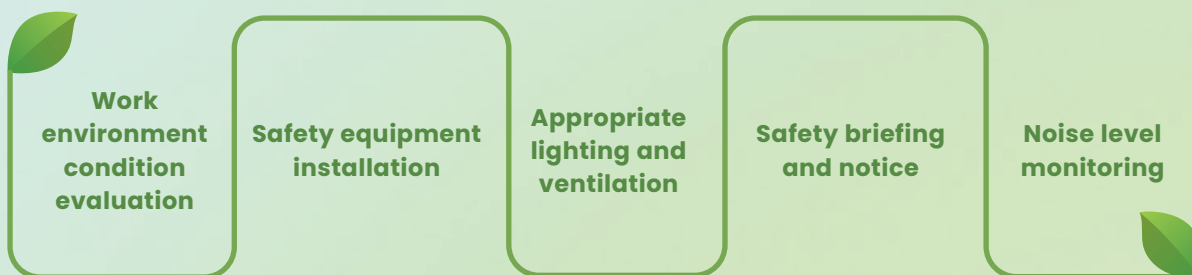 Work
environment
condition
evaluation
Safety equipment
installation
Appropriate
lighting and
ventilation
Safety briefing
and notice
Noise level
monitoring